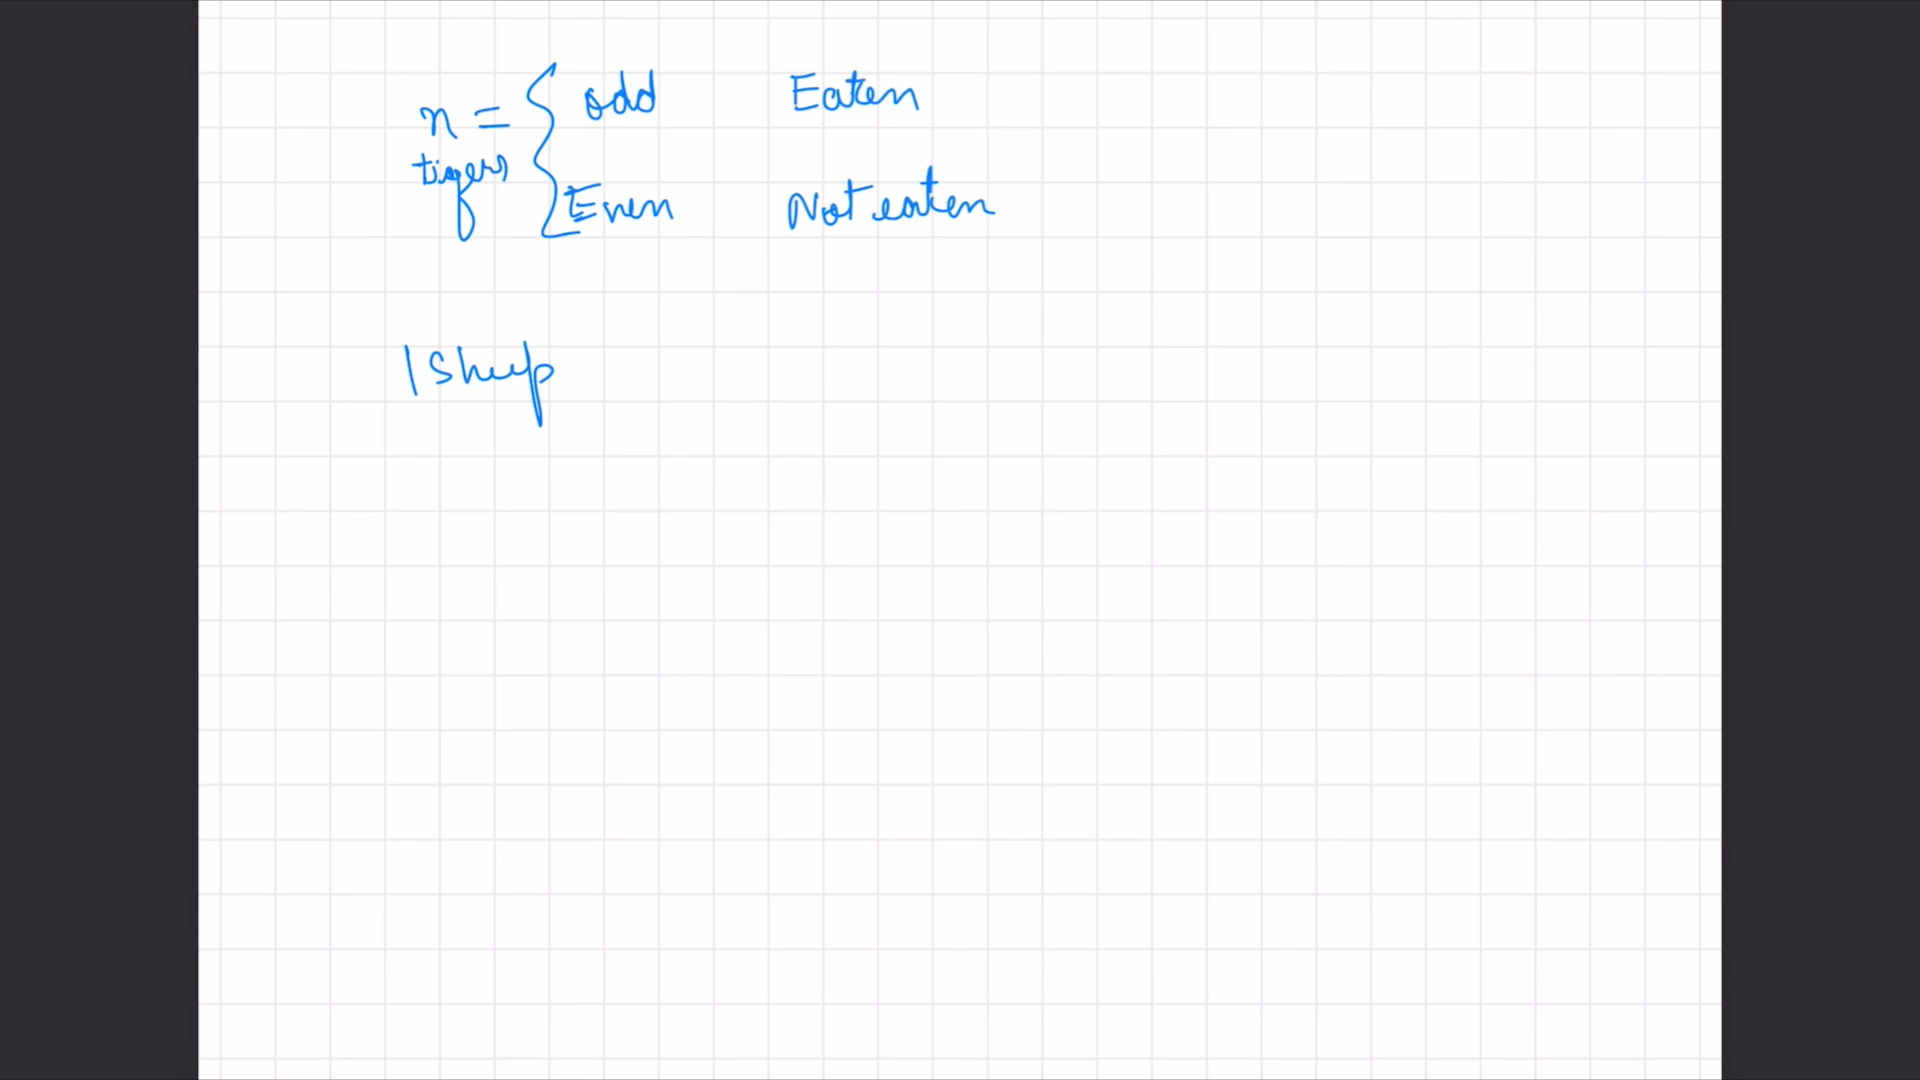 n = { odd Eaten
tigers
Even Not eaten
1 Sheep